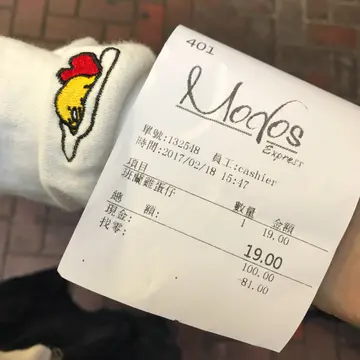 401
Modos
Express
單號:132548 員工:cashier
時間:2017/02/18 15:47
項目 數量 金額
班蘭雞蛋仔 1 19.00
總 額: 19.00
現金: 100.00
找零: -81.00